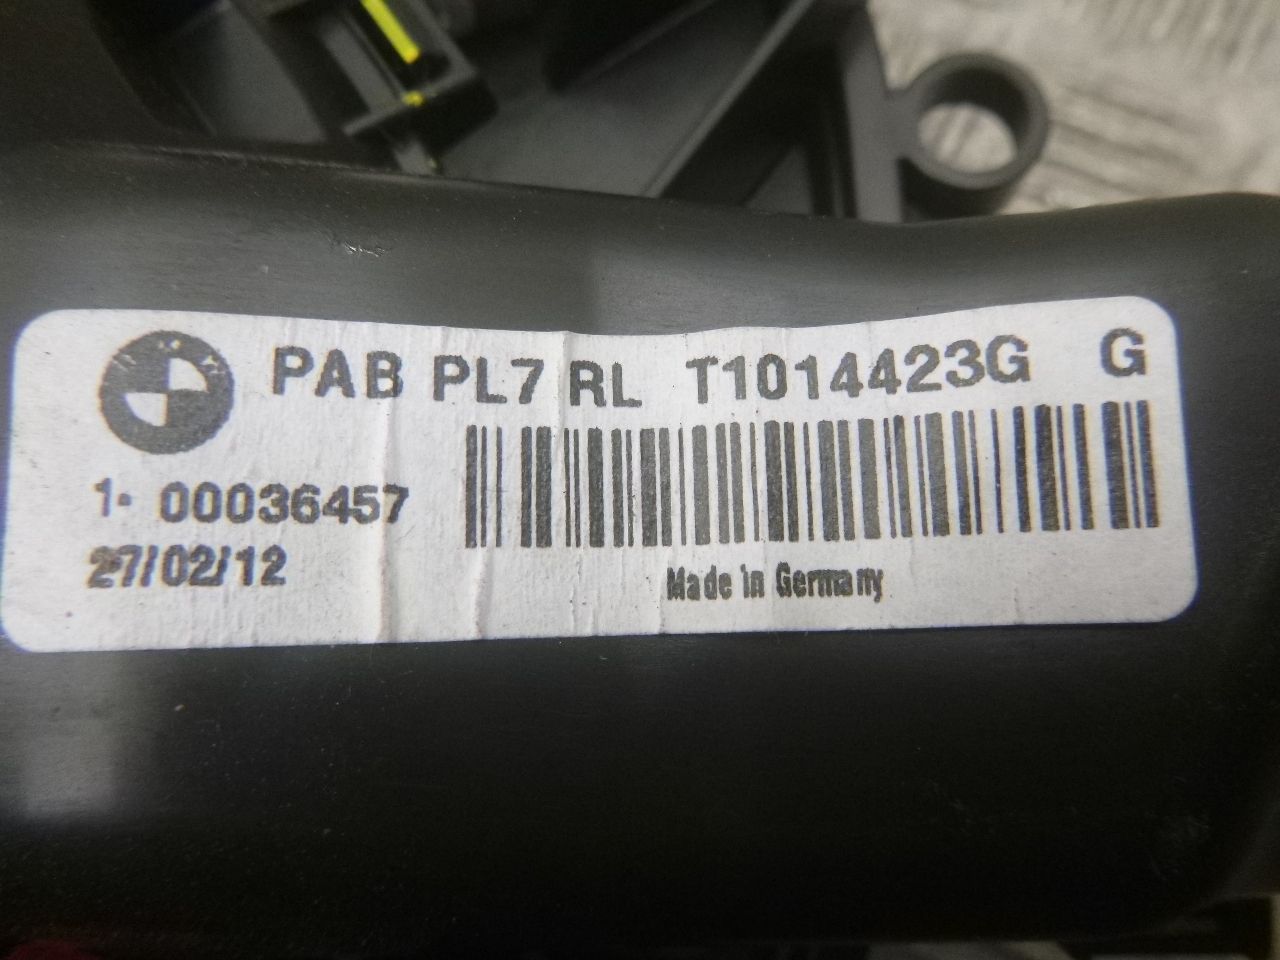 PAB PL7 RL T1014423G G
1- 00036457
27/02/12
Made in Germany